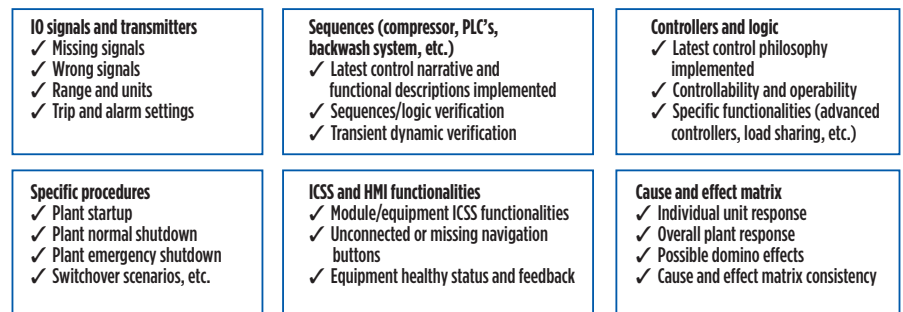 IO signals and transmitters
✓ Missing signals
✓ Wrong signals
✓ Range and units
✓ Trip and alarm settings
Sequences (compressor, PLC's,
backwash system, etc.)
✓ Latest control narrative and
functional descriptions implemented
✓ Sequences/logic verification
✓ Transient dynamic verification
Controllers and logic
✓ Latest control philosophy
implemented
✓ Controllability and operability
✓ Specific functionalities (advanced
controllers, load sharing, etc.)
Specific procedures
✓ Plant startup
✓ Plant normal shutdown
✓ Plant emergency shutdown
✓ Switchover scenarios, etc.
ICSS and HMI functionalities
✓ Module/equipment ICSS functionalities
✓ Unconnected or missing navigation
buttons
✓ Equipment healthy status and feedback
Cause and effect matrix
✓ Individual unit response
✓ Overall plant response
✓ Possible domino effects
✓ Cause and effect matrix consistency